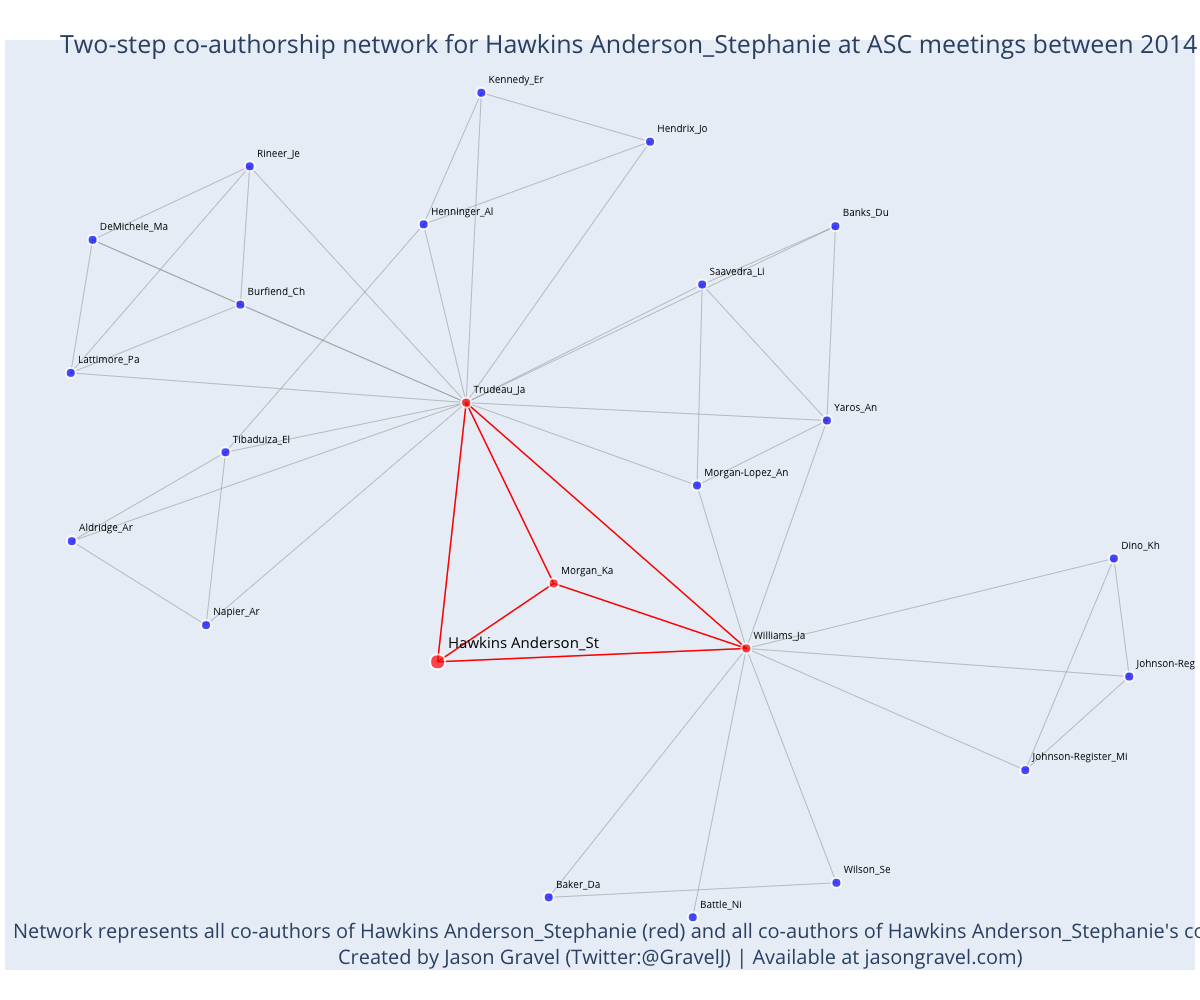 Two-step co-authorship network for Hawkins Anderson_Stephanie at ASC meetings between 2014
Kennedy_Er
Hendrix_Jo
Rineer_Je
Henninger_Al
Banks_Du
DeMichele_Ma
Saavedra_Li
Burfiend_Ch
Lattimore_Pa
Trudeau_Ja
Yaros_An
Tibaduiza_El
Morgan-Lopez_An
Aldridge_Ar
Dino_Kh
Morgan_Ka
Napier_Ar
Williams_Ja
Hawkins Anderson_St
Johnson-Reg
Johnson-Register_Mi
Wilson_Se
Baker_Da
Battle_Ni
Network represents all co-authors of Hawkins Anderson_Stephanie (red) and all co-authors of Hawkins Anderson_Stephanie's co
Created by Jason Gravel (Twitter:@GravelJ) | Available at jasongravel.com)